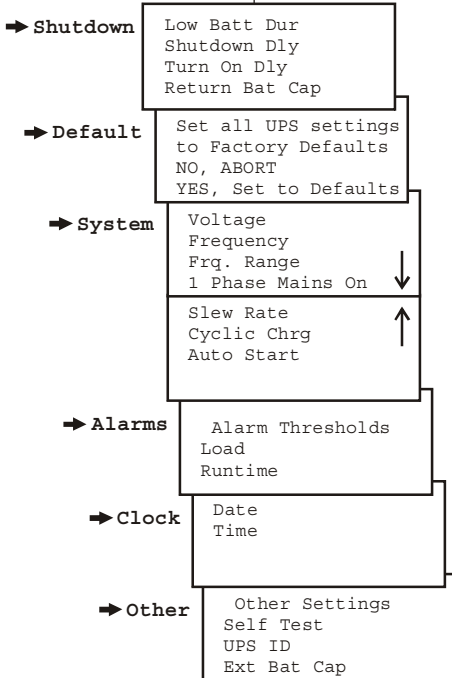 Shutdown
Low Batt Dur
Shutdown Dly
Turn On Dly
Return Bat Cap
Default
Set all UPS settings
to Factory Defaults
NO, ABORT
YES, Set to Defaults
System
Voltage
Frequency
Frq. Range
1 Phase Mains On
Slew Rate
Cyclic Chrg
Auto Start
Alarms
Alarm Thresholds
Load
Runtime
Clock
Date
Time
Other
Other Settings
Self Test
UPS ID
Ext Bat Cap